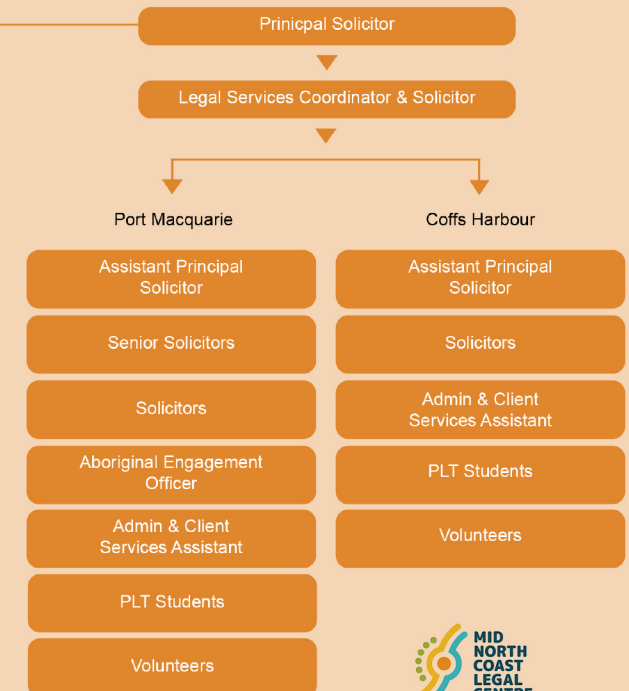 Prinicpal Solicitor
Legal Services Coordinator & Solicitor
Port Macquarie
Assistant Principal
Solicitor
Senior Solicitors
Solicitors
Aboriginal Engagement
Officer
Admin & Client
Services Assistant
PLT Students
Volunteers
Coffs Harbour
Assistant Principal
Solicitor
Solicitors
Admin & Client
Services Assistant
PLT Students
Volunteers
MID
NORTH
COAST
LEGAL
CENTRE